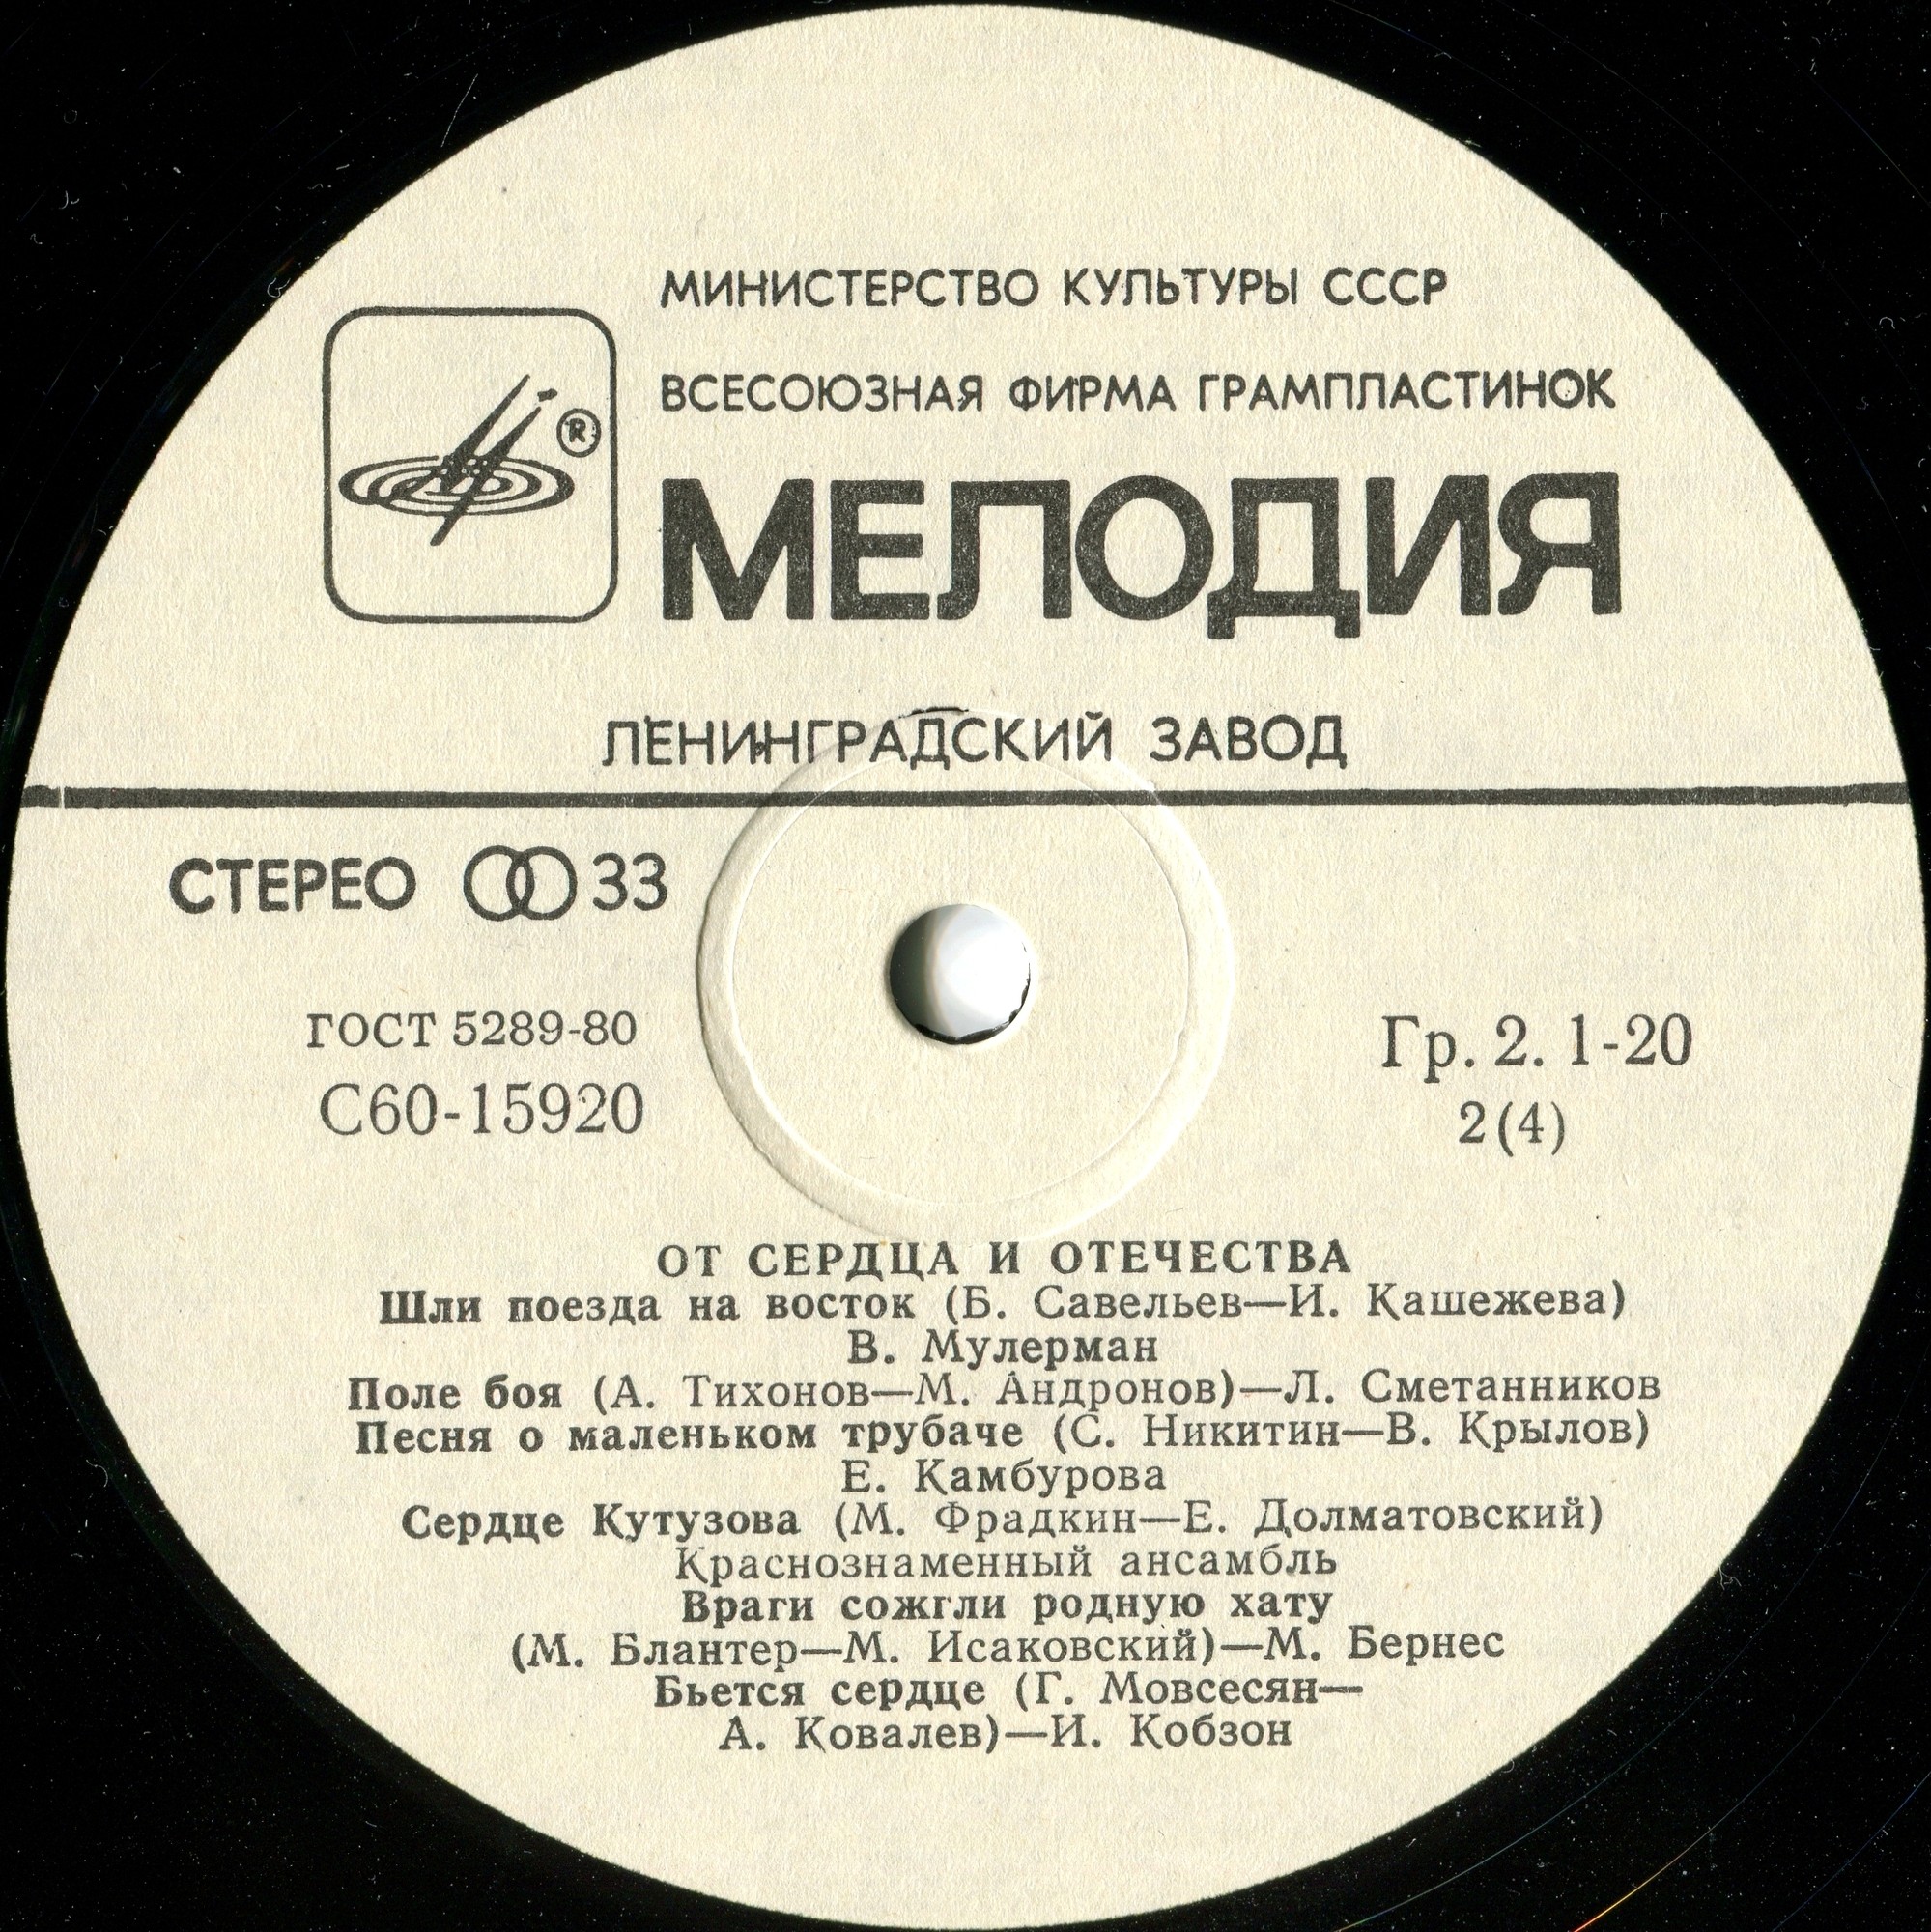 МИНИСТЕРСТВО КУЛЬТУРЫ СССР
ВСЕСОЮЗНАЯ ФИРМА ГРАМПЛАСТИНОК
®
МЕЛОДИЯ
ЛЕНИНГРАДСКИЙ ЗАВОД
СТЕРЕО 33
ГОСТ 5289-80
С60-15920
Гр. 2. 1-20
2(4)
ОТ СЕРДЦА И ОТЕЧЕСТВА
Шли поезда на восток (Б. Савельев—И. Кашежева)
В. Мулерман
Поле боя (А. Тихонов—М. Андронов)—Л. Сметанников
Песня о маленьком трубаче (С. Никитин—В. Крылов)
Е. Камбурова
Сердце Кутузова (М. Фрадкин—Е. Долматовский)
Краснознаменный ансамбль
Враги сожгли родную хату
(М. Блантер—М. Исаковский)—М. Бернес
Бьется сердце (Г. Мовсесян—
А. Ковалев)—И. Кобзон